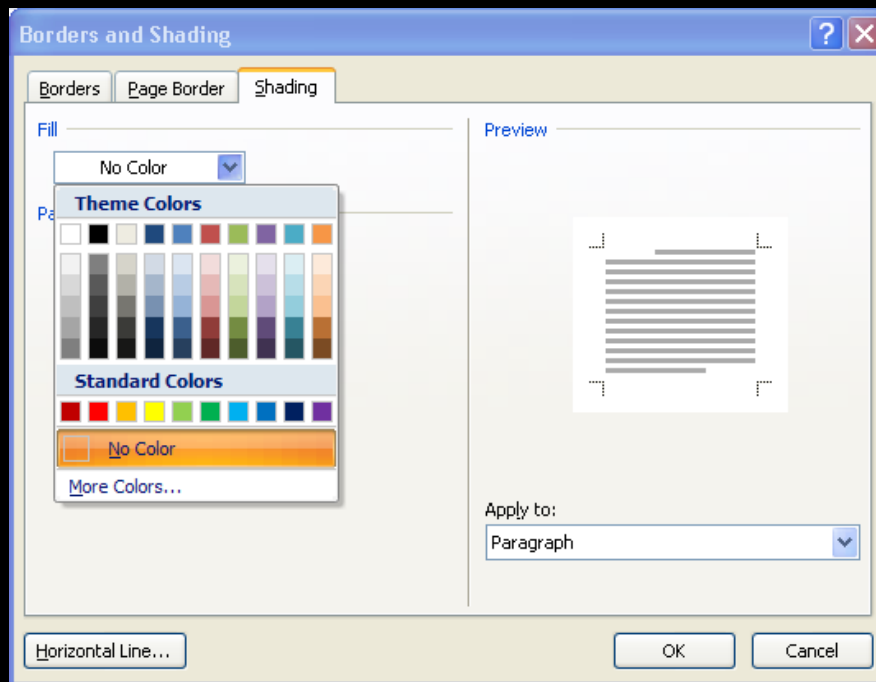 Borders and Shading
?
Borders
Page Border
Shading
Fill
No Color
Pa
Theme Colors
Standard Colors
No Color
More Colors...
Preview
Apply to:
Paragraph
Horizontal Line...
OK
Cancel